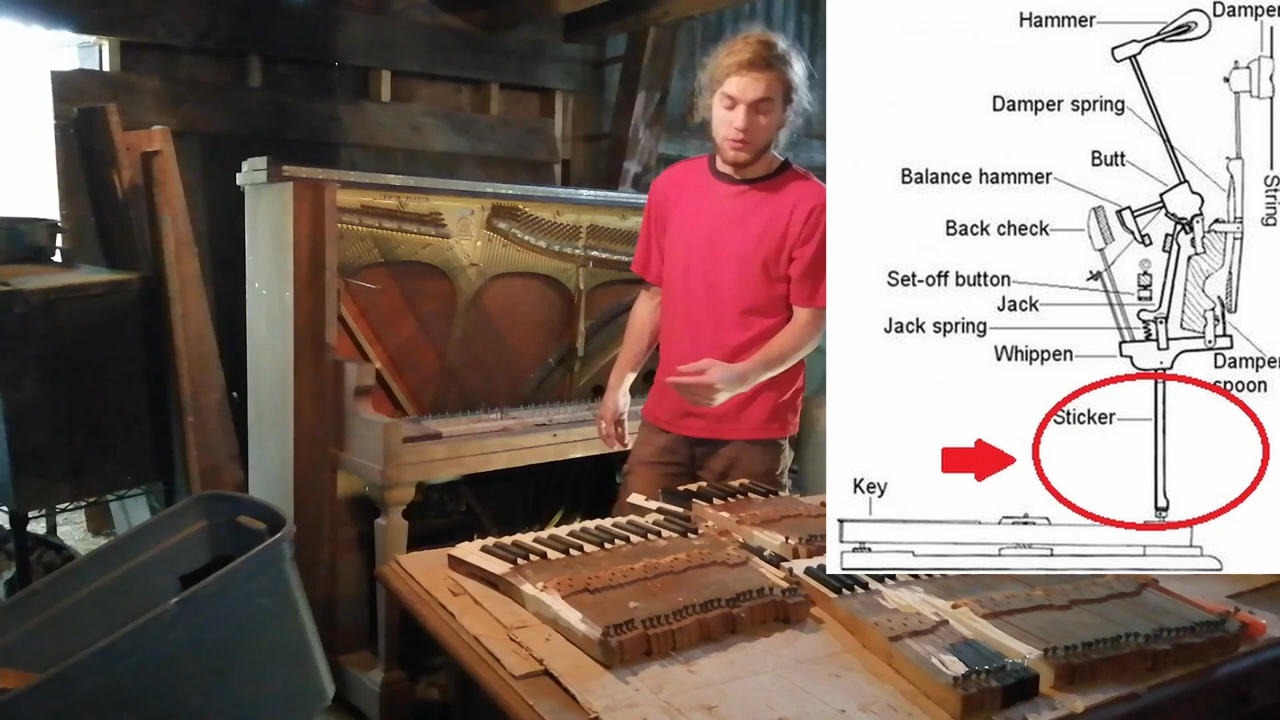 Hammer
Damper
Damper spring
Butt
Balance hammer
String
Back check
Set-off button
Jack
Jack spring
Whippen
Damper
spoon
Sticker
Key